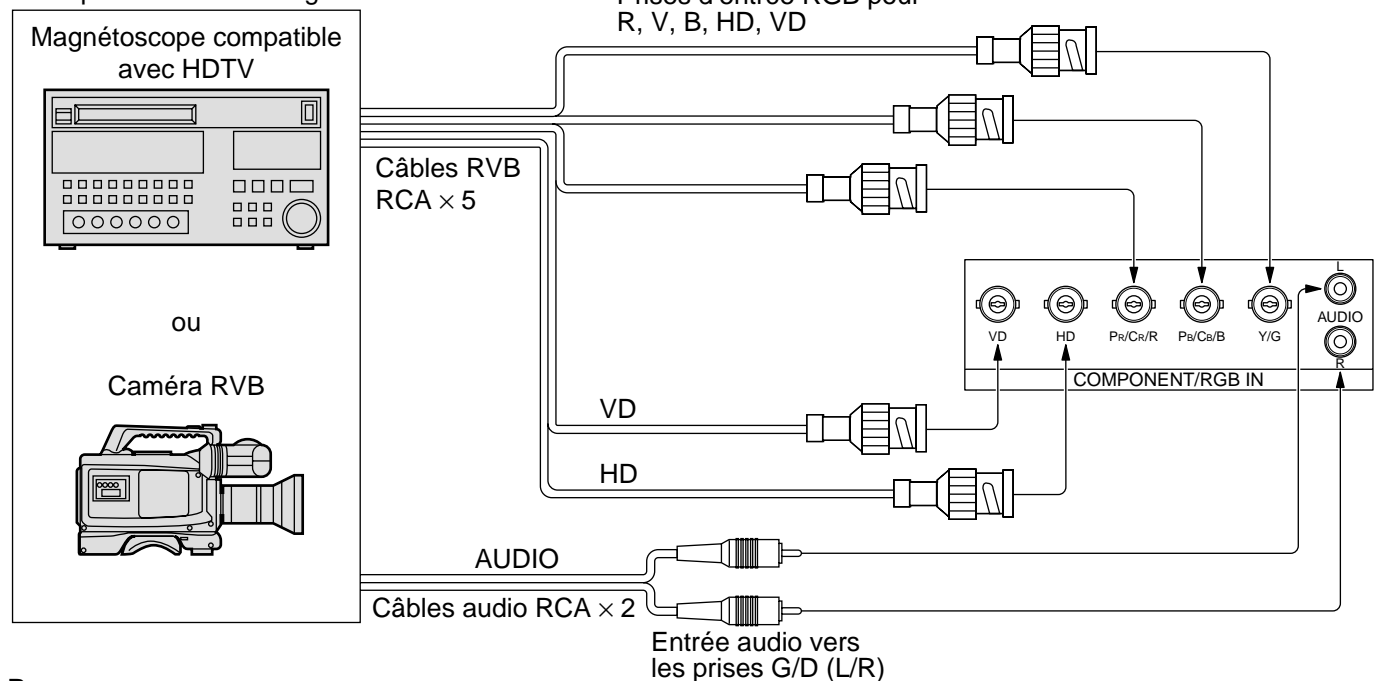 R, V, B, HD, VD
Magnétoscope compatible
avec HDTV
Câbles RVB
RCA × 5
ou
Caméra RVB
L
AUDIO
R
VD
HD
PR/CR/R
PB/CB/B
Y/G
COMPONENT/RGB IN
VD
HD
AUDIO
Câbles audio RCA × 2
Entrée audio vers
les prises G/D (L/R)